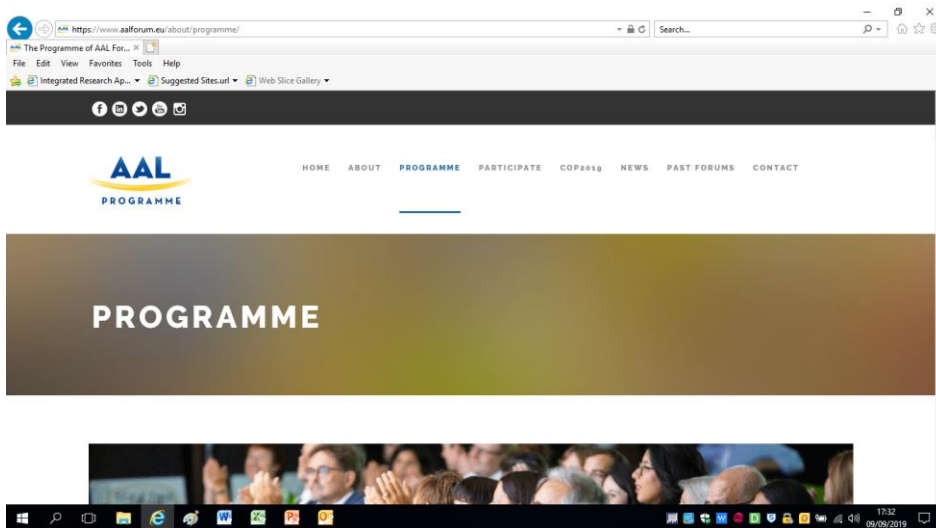 https://www.aalforum.eu/about/programme/
Search...
The Programme of AAL For...
File Edit View Favorites Tools Help
Integrated Research Ap... Suggested Sites.url Web Slice Gallery
AAL
PROGRAMME
HOME ABOUT PROGRAMME PARTICIPATE COP2019 NEWS PAST FORUMS CONTACT
PROGRAMME
17:32
09/09/2019